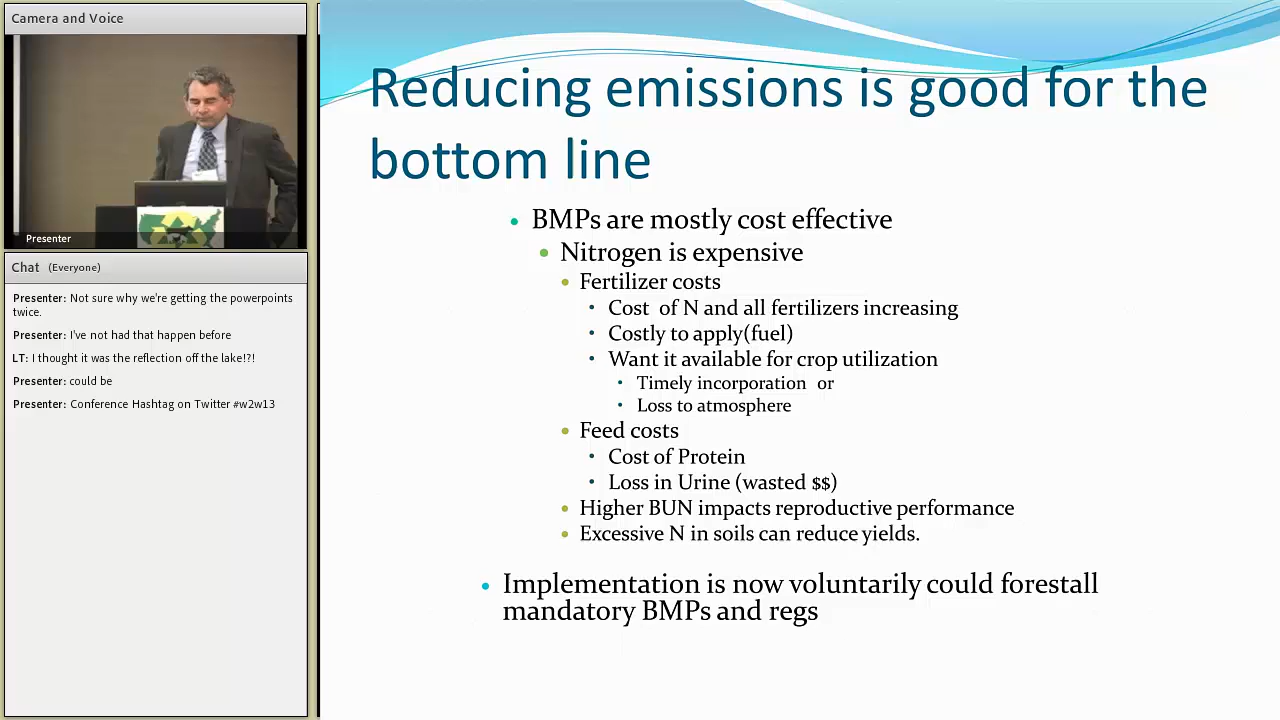 Camera and Voice
Presenter
Chat (Everyone)
Presenter: Not sure why we're getting the powerpoints
twice.
Presenter: I've not had that happen before
LT: I thought it was the reflection off the lake!?!
Presenter: could be
Presenter: Conference Hashtag on Twitter #w2w13
Reducing emissions is good for the
bottom line
• BMPs are mostly cost effective
• Nitrogen is expensive
• Fertilizer costs
• Cost of N and all fertilizers increasing
• Costly to apply(fuel)
• Want it available for crop utilization
• Timely incorporation or
• Loss to atmosphere
• Feed costs
• Cost of Protein
• Loss in Urine (wasted $$)
• Higher BUN impacts reproductive performance
• Excessive N in soils can reduce yields.
• Implementation is now voluntarily could forestall
mandatory BMPs and regs